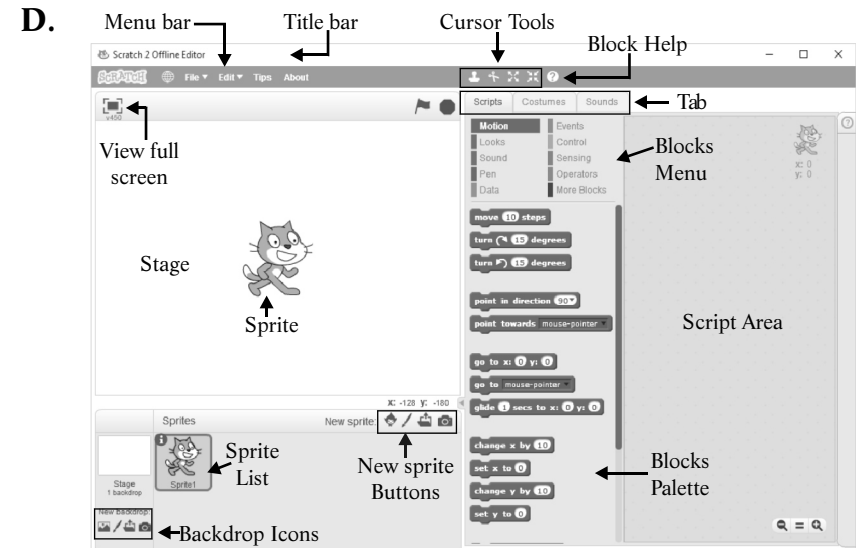 D.
Menu bar
Title bar
Cursor Tools
Block Help
Scratch 2 Offline Editor
SCRATCH
File ▾
Edit ▾
Tips
About
v450
Scripts
Costumes
Sounds
Tab
View full
screen
Motion
Events
Looks
Control
Sound
Sensing
Pen
Operators
Data
More Blocks
Blocks
Menu
x: 0
y: 0
move 10 steps
turn ↻ 15 degrees
turn ↺ 15 degrees
point in direction 90▾
point towards mouse-pointer ▾
go to x: 0 y: 0
go to mouse-pointer ▾
glide 1 secs to x: 0 y: 0
change x by 10
set x to 0
change y by 10
set y to 0
Stage
Sprite
Script Area
X: -128 y: -180
Sprites
New sprite:
Sprite1
Sprite
List
New sprite
Buttons
Blocks
Palette
Stage
1 backdrop
New backdrop:
Backdrop Icons